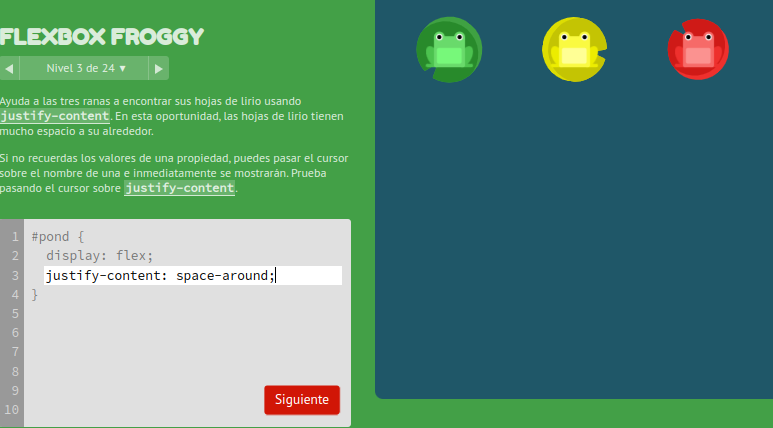 FLEXBOX FROGGY
◀ Nivel 3 de 24 ▾ ▶
Ayuda a las tres ranas a encontrar sus hojas de lirio usando
justify-content. En esta oportunidad, las hojas de lirio tienen
mucho espacio a su alrededor.
Si no recuerdas los valores de una propiedad, puedes pasar el cursor
sobre el nombre de una e inmediatamente se mostrarán. Prueba
pasando el cursor sobre justify-content.
1 #pond {
2 display: flex;
3 justify-content: space-around;
4 }
5
6
7
8
9
10
Siguiente